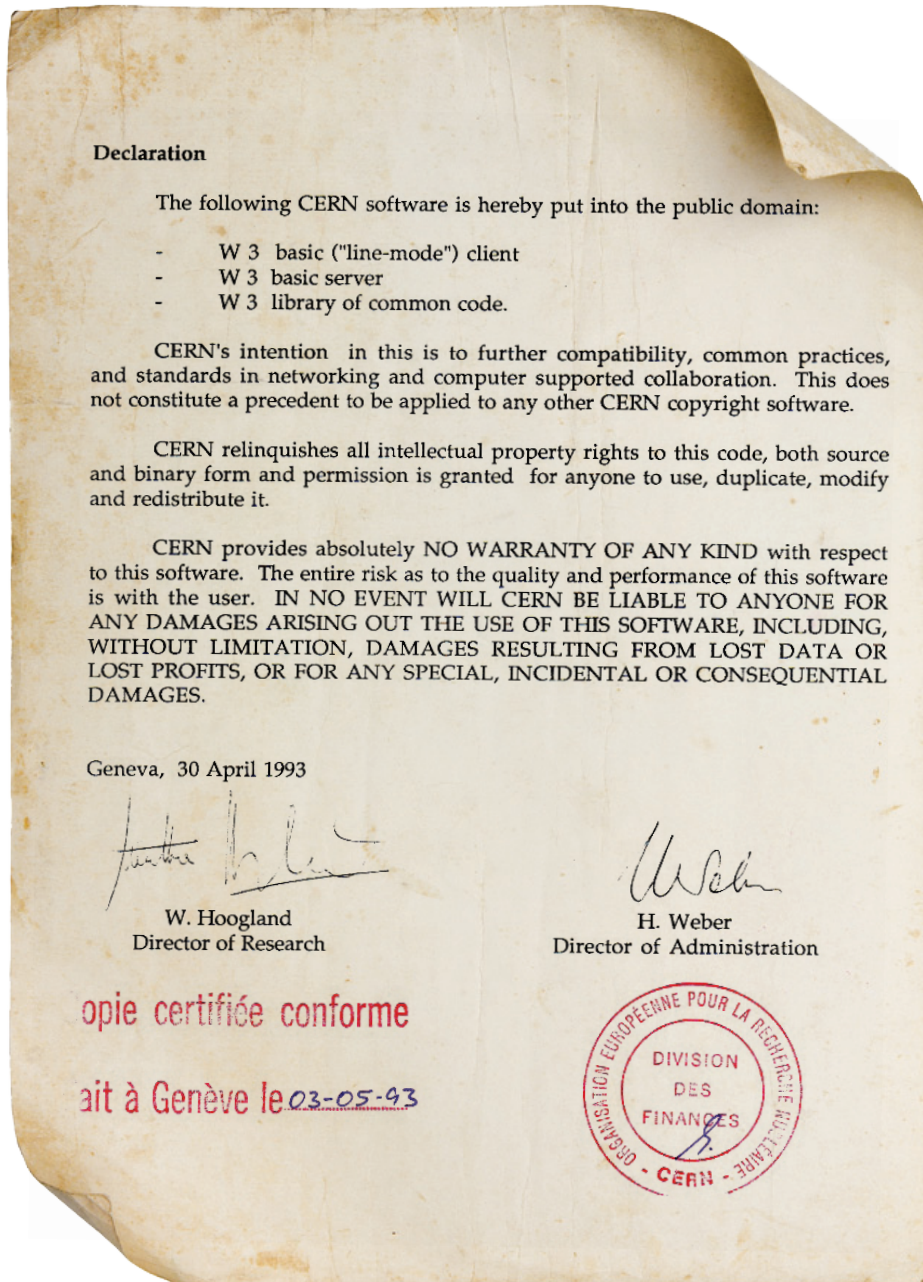 Declaration
The following CERN software is hereby put into the public domain:
- W 3 basic ("line-mode") client
- W 3 basic server
- W 3 library of common code.
CERN's intention in this is to further compatibility, common practices,
and standards in networking and computer supported collaboration. This does
not constitute a precedent to be applied to any other CERN copyright software.
CERN relinquishes all intellectual property rights to this code, both source
and binary form and permission is granted for anyone to use, duplicate, modify
and redistribute it.
CERN provides absolutely NO WARRANTY OF ANY KIND with respect
to this software. The entire risk as to the quality and performance of this software
is with the user. IN NO EVENT WILL CERN BE LIABLE TO ANYONE FOR
ANY DAMAGES ARISING OUT THE USE OF THIS SOFTWARE, INCLUDING,
WITHOUT LIMITATION, DAMAGES RESULTING FROM LOST DATA OR
LOST PROFITS, OR FOR ANY SPECIAL, INCIDENTAL OR CONSEQUENTIAL
DAMAGES.
Geneva, 30 April 1993
W. Hoogland
Director of Research
H. Weber
Director of Administration
opie certifiée conforme
ait à Genève le 03-05-93
ORGANISATION EUROPÉENNE POUR LA RECHERCHE NUCLÉAIRE
DIVISION
DES
FINANCES
- CERN -